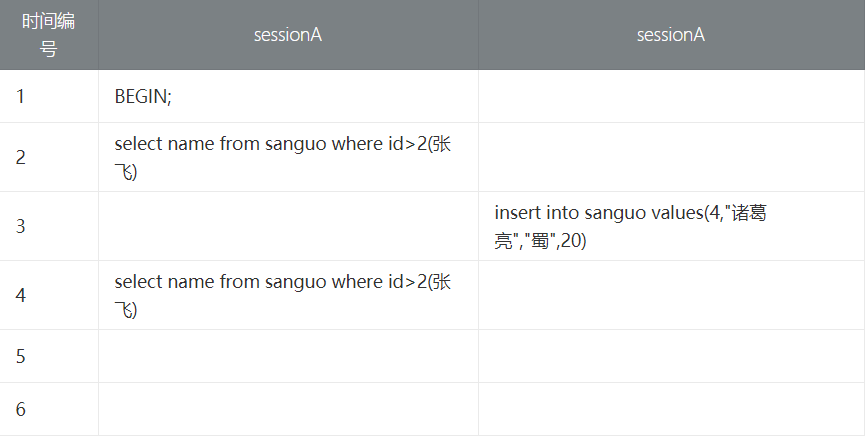 时间编
号
sessionA
sessionA
1
BEGIN;
2
select name from sanguo where id>2(张
飞)
3
insert into sanguo values(4,"诸葛
亮","蜀",20)
4
select name from sanguo where id>2(张
飞)
5
6